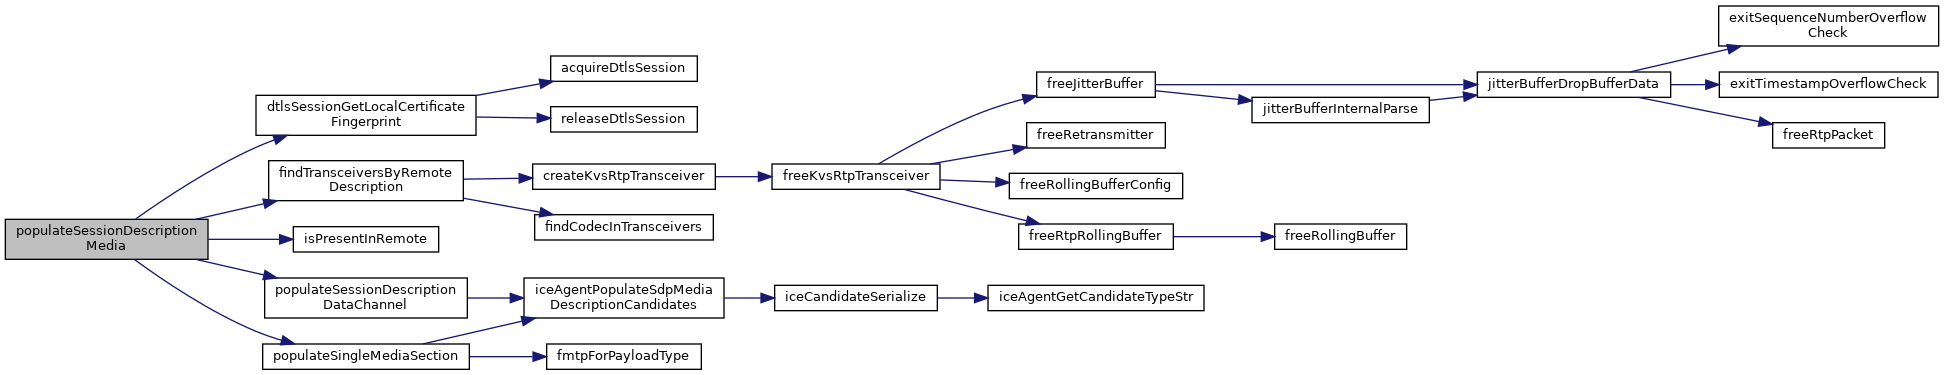 populateSessionDescription
Media
dtlsSessionGetLocalCertificate
Fingerprint
acquireDtlsSession
releaseDtlsSession
findTransceiversByRemote
Description
createKvsRtpTransceiver
freeKvsRtpTransceiver
freeJitterBuffer
jitterBufferDropBufferData
exitSequenceNumberOverflow
Check
exitTimestampOverflowCheck
freeRtpPacket
jitterBufferInternalParse
freeRetransmitter
freeRollingBufferConfig
freeRtpRollingBuffer
freeRollingBuffer
findCodecInTransceivers
isPresentInRemote
populateSessionDescription
DataChannel
iceAgentPopulateSdpMedia
DescriptionCandidates
iceCandidateSerialize
iceAgentGetCandidateTypeStr
populateSingleMediaSection
fmtpForPayloadType